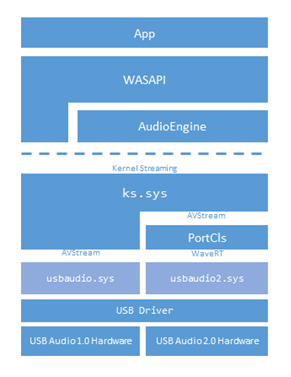 App
WASAPI
AudioEngine
Kernel Streaming
ks.sys
AVStream
PortCls
AVStream
WaveRT
usbaudio.sys
usbaudio2.sys
USB Driver
USB Audio 1.0 Hardware
USB Audio 2.0 Hardware